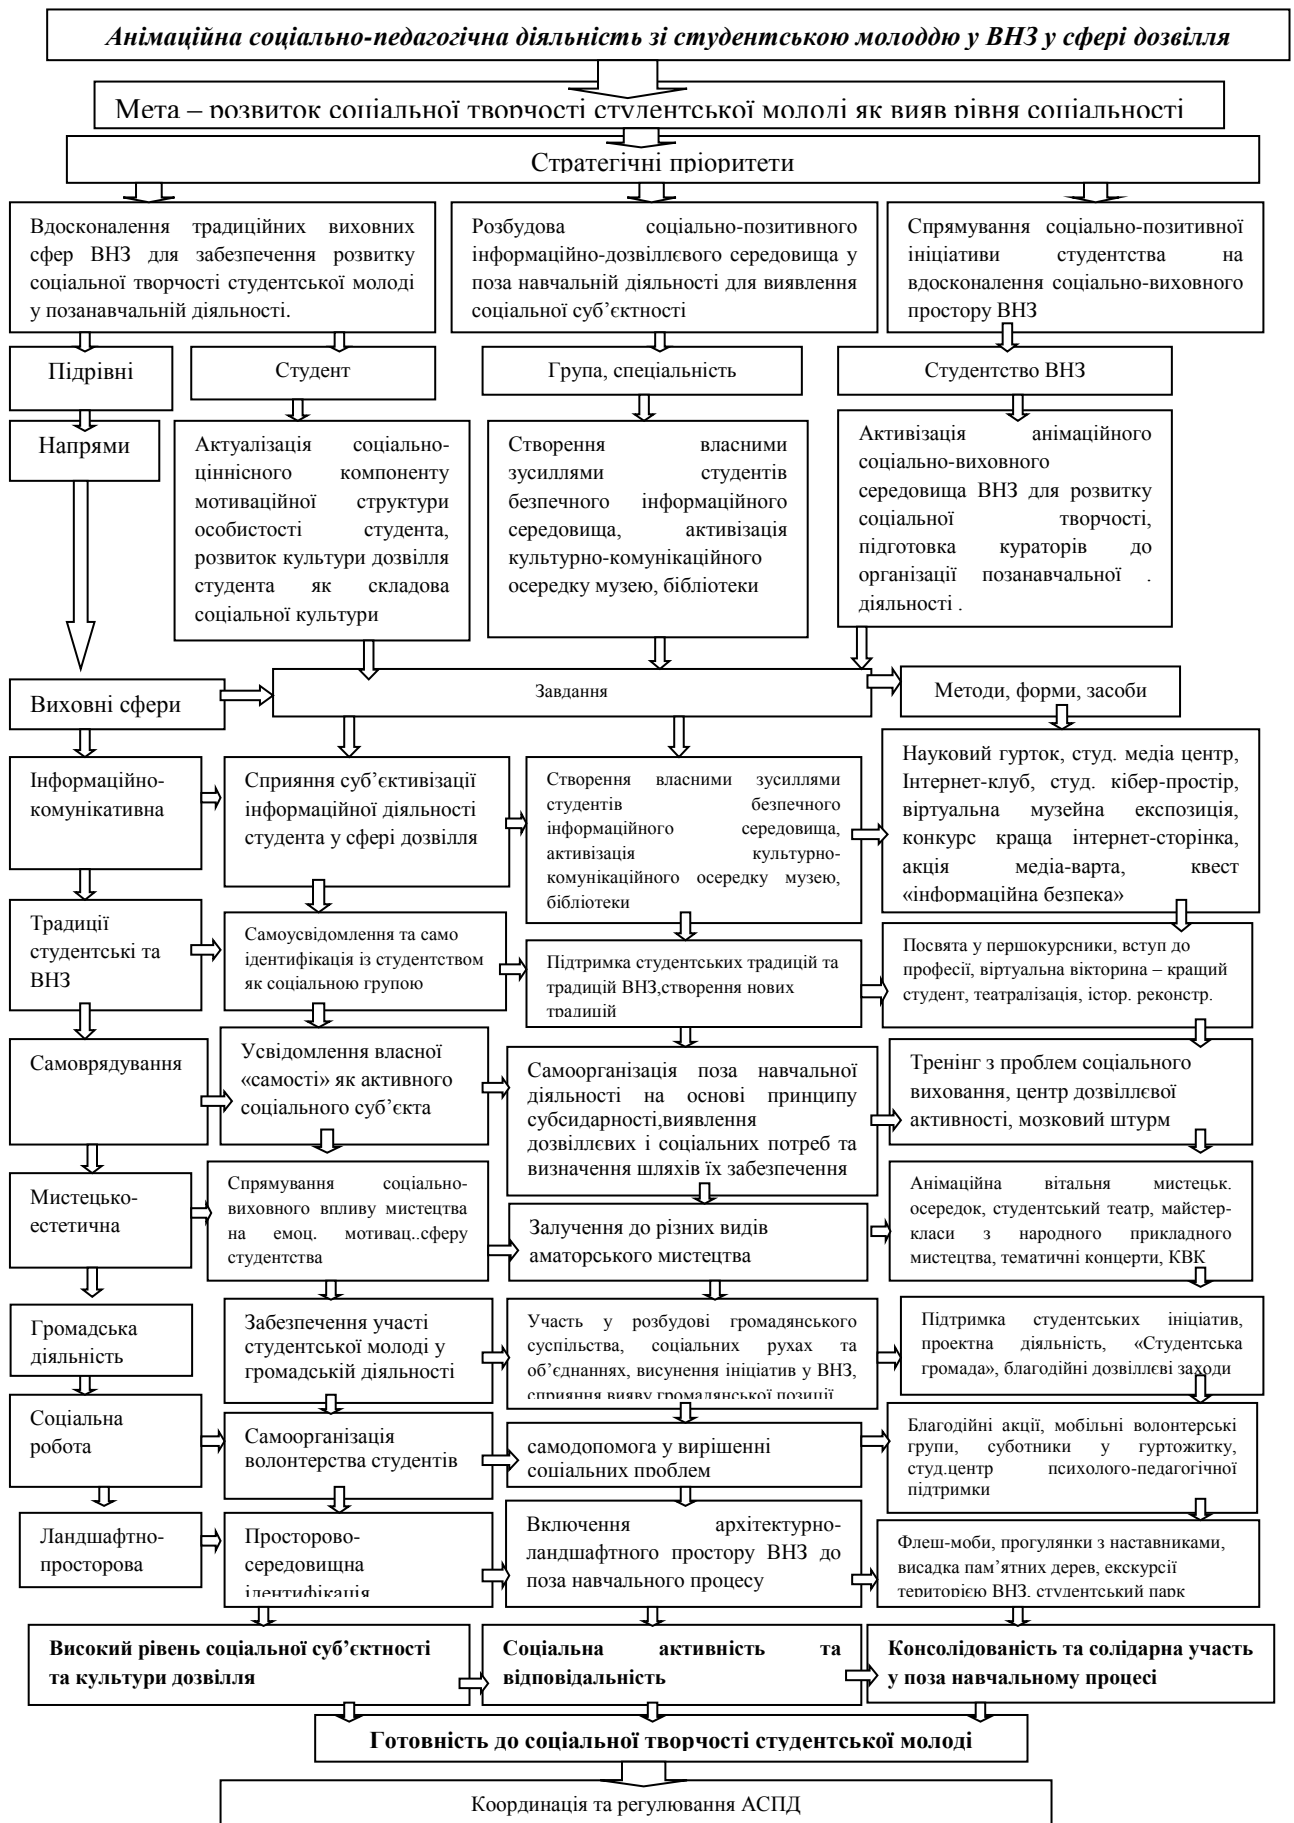 Анімаційна соціально-педагогічна діяльність зі студентською молоддю у ВНЗ у сфері дозвілля
Мета – розвиток соціальної творчості студентської молоді як вияв рівня соціальності
Стратегічні пріоритети
Вдосконалення традиційних виховних
сфер ВНЗ для забезпечення розвитку
соціальної творчості студентської молоді
у позанавчальній діяльності.
Розбудова соціально-позитивного
інформаційно-дозвіллєвого середовища у
поза навчальній діяльності для виявлення
соціальної суб’єктності
Спрямування соціально-позитивної
ініціативи студентства на
вдосконалення соціально-виховного
простору ВНЗ
Підрівні
Студент
Група, спеціальність
Студентство ВНЗ
Напрями
Актуалізація соціально-
ціннісного компоненту
мотиваційної структури
особистості студента,
розвиток культури дозвілля
студента як складова
соціальної культури
Створення власними
зусиллями студентів
безпечного інформаційного
середовища, активізація
культурно-комунікаційного
осередку музею, бібліотеки
Активізація анімаційного
соціально-виховного
середовища ВНЗ для розвитку
соціальної творчості,
підготовка кураторів до
організації позанавчальної .
діяльності .
Виховні сфери
Завдання
Методи, форми, засоби
Інформаційно-
комунікативна
Сприяння суб’єктивізації
інформаційної діяльності
студента у сфері дозвілля
Створення власними зусиллями
студентів безпечного
інформаційного середовища,
активізація культурно-
комунікаційного осередку музею,
бібліотеки
Науковий гурток, студ. медіа центр,
Інтернет-клуб, студ. кібер-простір,
віртуальна музейна експозиція,
конкурс краща інтернет-сторінка,
акція медіа-варта, квест
«інформаційна безпека»
Традиції
студентські та
ВНЗ
Самоусвідомлення та само
ідентифікація із студентством
як соціальною групою
Підтримка студентських традицій та
традицій ВНЗ,створення нових
традицій
Посвята у першокурсники, вступ до
професії, віртуальна вікторина – кращий
студент, театралізація, істор. реконстр.
Самоврядування
Усвідомлення власної
«самості» як активного
соціального суб’єкта
Самоорганізація поза навчальної
діяльності на основі принципу
субсидарності,виявлення
дозвіллєвих і соціальних потреб та
визначення шляхів їх забезпечення
Тренінг з проблем соціального
виховання, центр дозвіллєвої
активності, мозковий штурм
Мистецько-
естетична
Спрямування соціально-
виховного впливу мистецтва
на емоц. мотивац..сферу
студентства
Залучення до різних видів
аматорського мистецтва
Анімаційна вітальня мистецьк.
осередок, студентський театр, майстер-
класи з народного прикладного
мистецтва, тематичні концерти, КВК
Громадська
діяльність
Забезпечення участі
студентської молоді у
громадській діяльності
Участь у розбудові громадянського
суспільства, соціальних рухах та
об’єднаннях, висунення ініціатив у ВНЗ,
сприяння вияву громадянської позиції
Підтримка студентських ініціатив,
проектна діяльність, «Студентська
громада», благодійні дозвіллєві заходи
Соціальна
робота
Самоорганізація
волонтерства студентів
самодопомога у вирішенні
соціальних проблем
Благодійні акції, мобільні волонтерські
групи, суботники у гуртожитку,
студ.центр психолого-педагогічної
підтримки
Ландшафтно-
просторова
Просторово-
середовищна
ідентифікація
Включення архітектурно-
ландшафтного простору ВНЗ до
поза навчального процесу
Флеш-моби, прогулянки з наставниками,
висадка пам’ятних дерев, екскурсії
територією ВНЗ, студентський парк
Високий рівень соціальної суб’єктності
та культури дозвілля
Соціальна активність та
відповідальність
Консолідованість та солідарна участь
у поза навчальному процесі
Готовність до соціальної творчості студентської молоді
Координація та регулювання АСПД